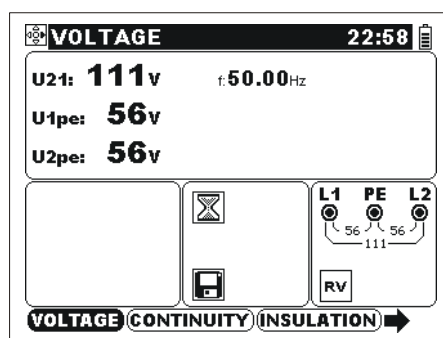 VOLTAGE 22:58
U21: 111V f:50.00Hz
U1pe: 56V
U2pe: 56V
L1 PE L2
56 56
111
RV
VOLTAGE CONTINUITY INSULATION